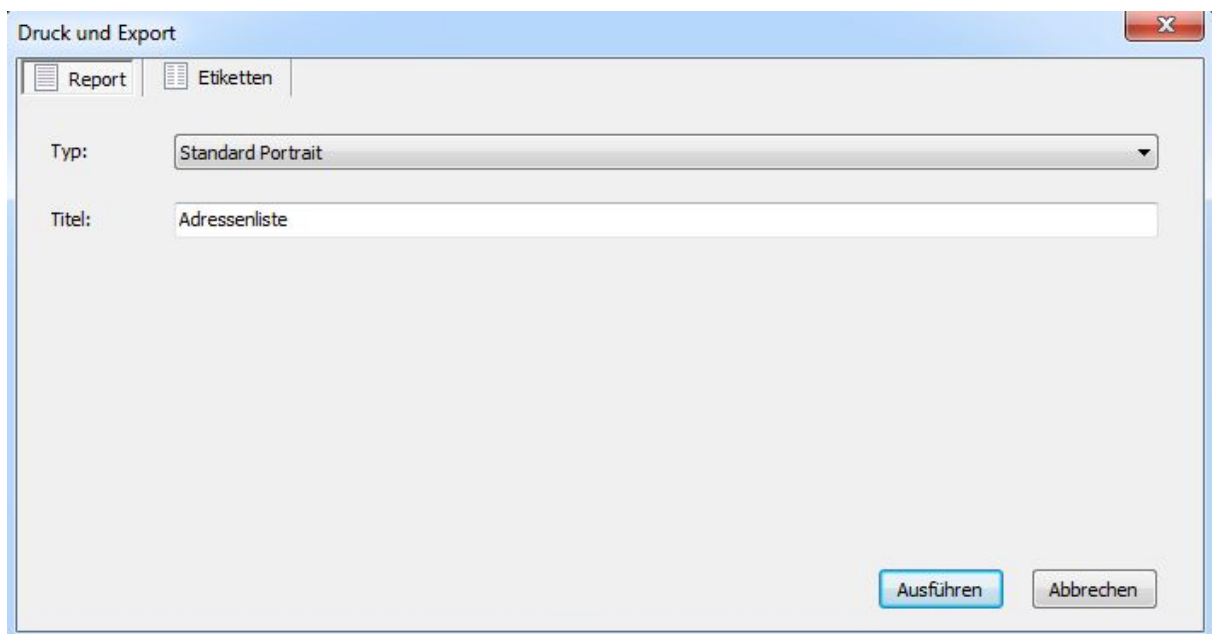 Druck und Export
Report Etiketten
Typ: Standard Portrait
Titel: Adressenliste
Ausführen Abbrechen